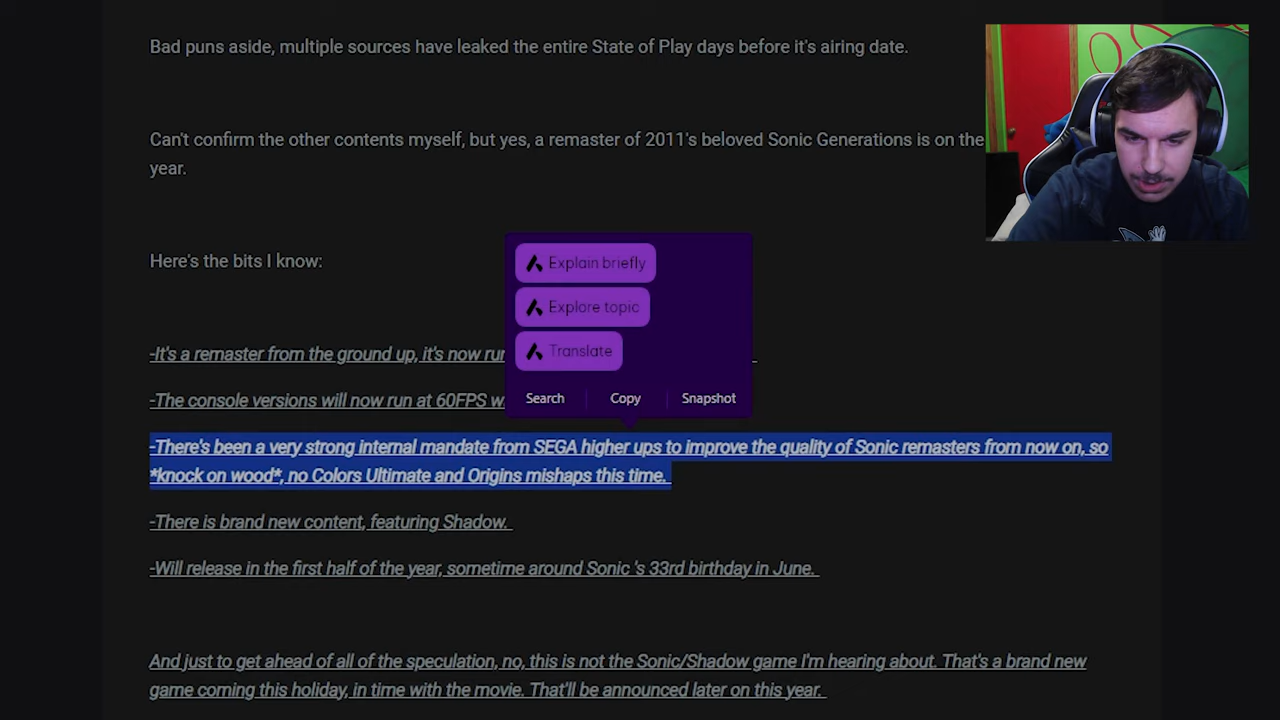 Bad puns aside, multiple sources have leaked the entire State of Play days before it's airing date.
Can't confirm the other contents myself, but yes, a remaster of 2011's beloved Sonic Generations is on the
year.
Here's the bits I know:
Explain briefly
Explore topic
Translate
Search Copy Snapshot
-It's a remaster from the ground up, it's now
-The console versions will now run at 60FPS
-There's been a very strong internal mandate from SEGA higher ups to improve the quality of Sonic remasters from now on, so
*knock on wood*, no Colors Ultimate and Origins mishaps this time.
-There is brand new content, featuring Shadow.
-Will release in the first half of the year, sometime around Sonic 's 33rd birthday in June.
And just to get ahead of all of the speculation, no, this is not the Sonic/Shadow game I'm hearing about. That's a brand new
game coming this holiday, in time with the movie. That'll be announced later on this year.